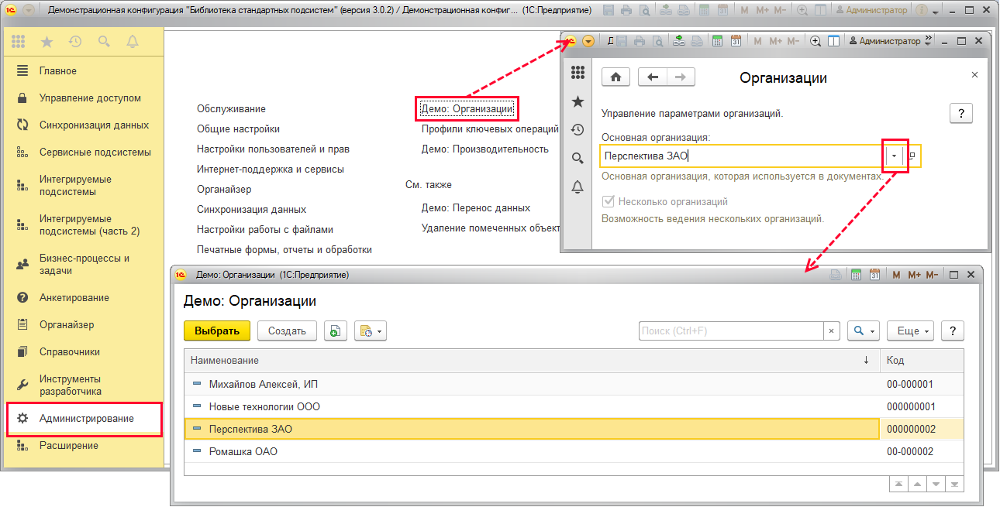 Демонстрационная конфигурация "Библиотека стандартных подсистем" (версия 3.0.2) / Демонстрационная конфиг... (1С:Предприятие)
M M+ M-
Администратор
Главное
Управление доступом
Синхронизация данных
Сервисные подсистемы
Интегрируемые
подсистемы
Интегрируемые
подсистемы (часть 2)
Бизнес-процессы и
задачи
Анкетирование
Органайзер
Справочники
Инструменты
разработчика
Администрирование
Расширение
Обслуживание
Общие настройки
Настройки пользователей и прав
Интернет-поддержка и сервисы
Органайзер
Синхронизация данных
Настройки работы с файлами
Печатные формы, отчеты и обработки
Демо: Организации
Профили ключевых операций
Демо: Производительность
См. также
Демо: Перенос данных
Удаление помеченных объект
31 M M+ M- Администратор
Организации
Управление параметрами организаций.
?
Основная организация:
Перспектива ЗАО
Основная организация, которая используется в документах.
Несколько организаций
Возможность ведения нескольких организаций.
Демо: Организации (1С:Предприятие)
31 M M+ M-
Демо: Организации
Выбрать Создать Поиск (Ctrl+F) × Еще ?
Наименование ↓ Код
Михайлов Алексей, ИП 00-000001
Новые технологии ООО 000000001
Перспектива ЗАО 000000002
Ромашка ОАО 00-000002